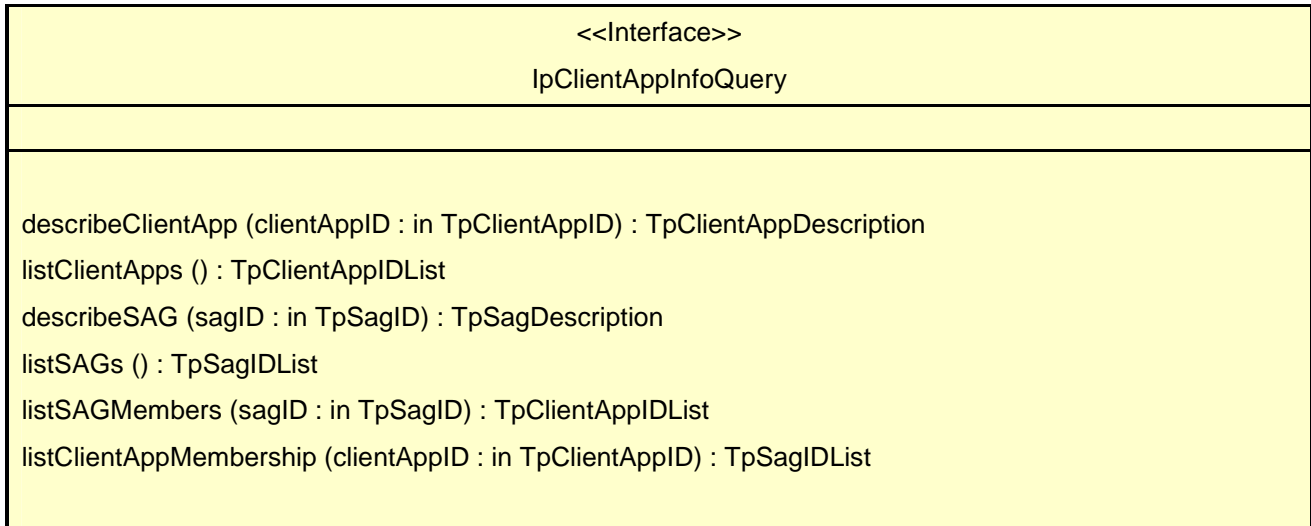 <<Interface>>
IpClientAppInfoQuery
describeClientApp (clientAppID : in TpClientAppID) : TpClientAppDescription
listClientApps () : TpClientAppIDList
describeSAG (sagID : in TpSagID) : TpSagDescription
listSAGs () : TpSagIDList
listSAGMembers (sagID : in TpSagID) : TpClientAppIDList
listClientAppMembership (clientAppID : in TpClientAppID) : TpSagIDList